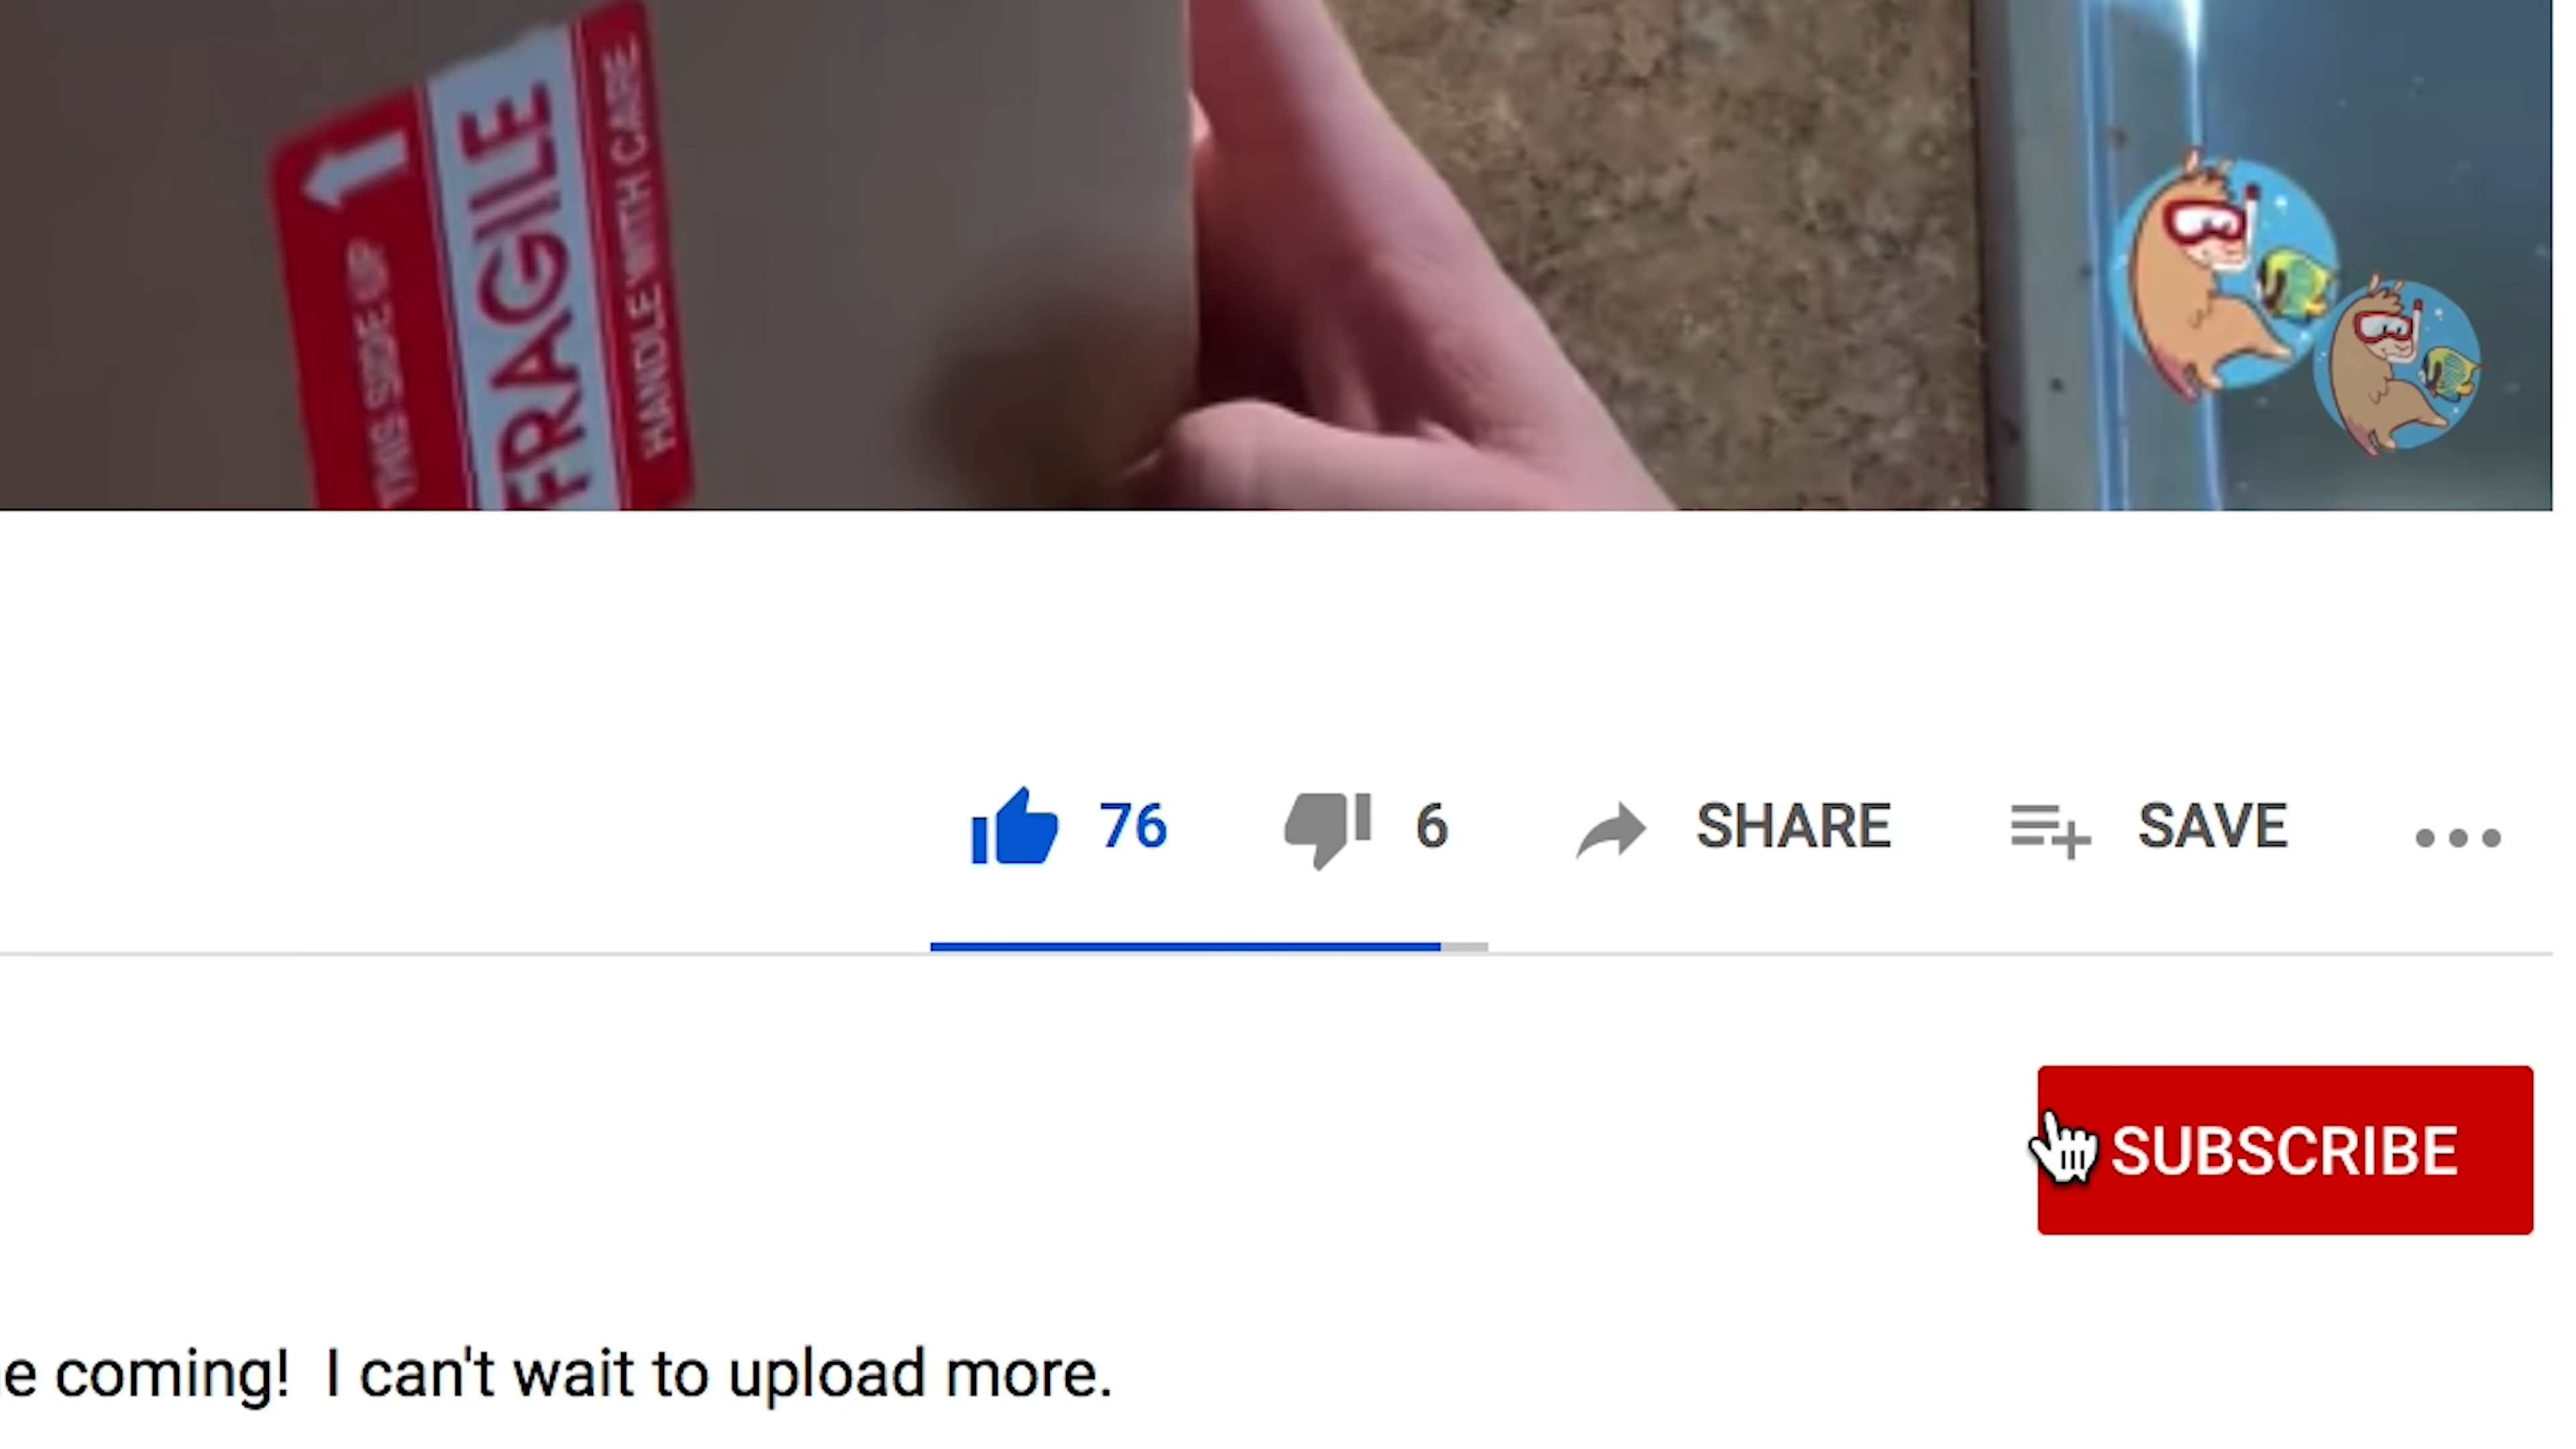 THIS SIDE UP
FRAGILE
HANDLE WITH CARE
76 6 SHARE SAVE
SUBSCRIBE
e coming! I can't wait to upload more.